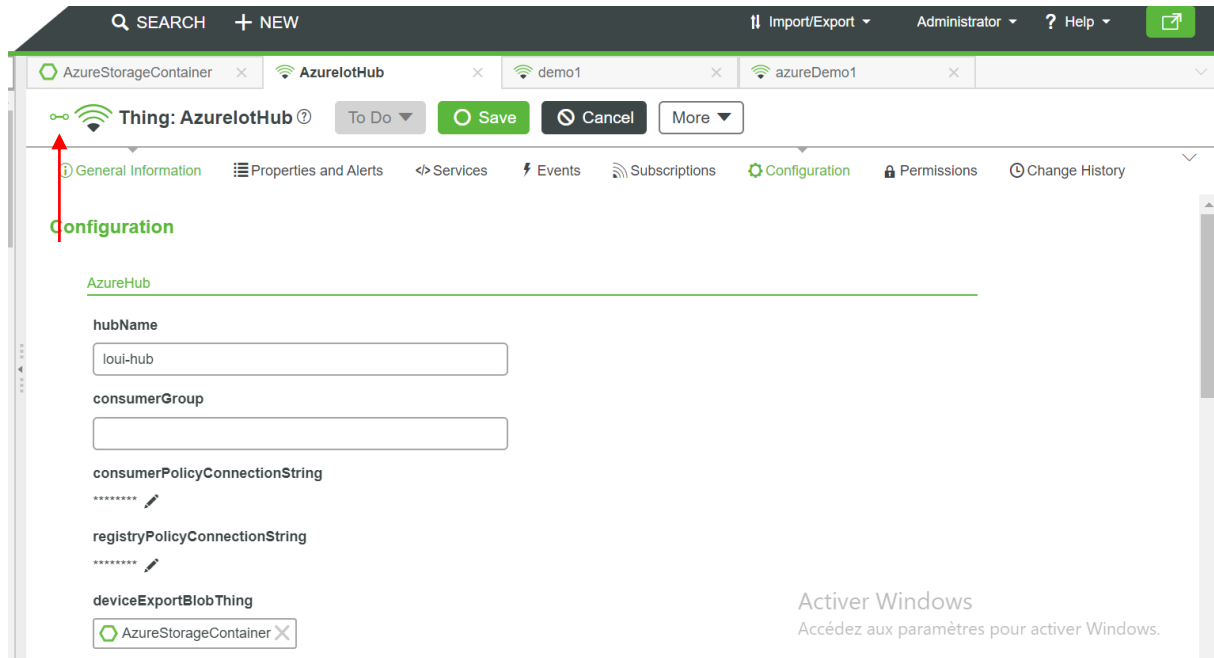 SEARCH + NEW Import/Export Administrator ? Help
AzureStorageContainer AzureIotHub demo1 azureDemo1
Thing: AzureIotHub ? To Do Save Cancel More
General Information Properties and Alerts </> Services Events Subscriptions Configuration Permissions Change History
Configuration
AzureHub
hubName
loui-hub
consumerGroup
consumerPolicyConnectionString
********
registryPolicyConnectionString
********
deviceExportBlobThing
AzureStorageContainer
Activer Windows
Accédez aux paramètres pour activer Windows.